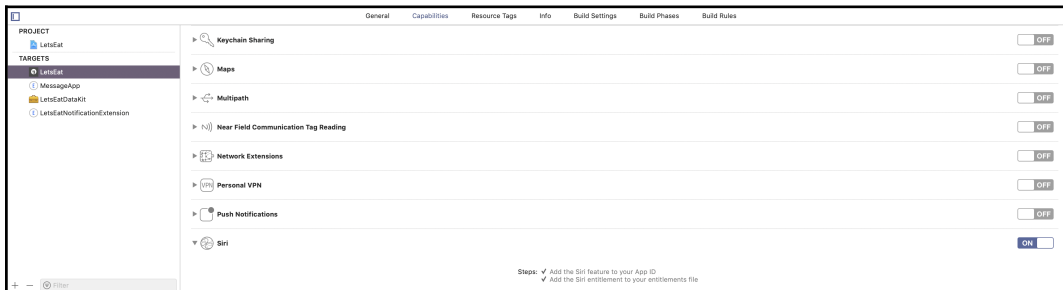 General Capabilities Resource Tags Info Build Settings Build Phases Build Rules
PROJECT
LetsEat
TARGETS
LetsEat
MessageApp
LetsEatDataKit
LetsEatNotificationExtension
Keychain Sharing OFF
Maps OFF
Multipath OFF
Near Field Communication Tag Reading OFF
Network Extensions OFF
VPN Personal VPN OFF
Push Notifications OFF
Siri ON
Steps: ✓ Add the Siri feature to your App ID
✓ Add the Siri entitlement to your entitlements file
+ − Filter